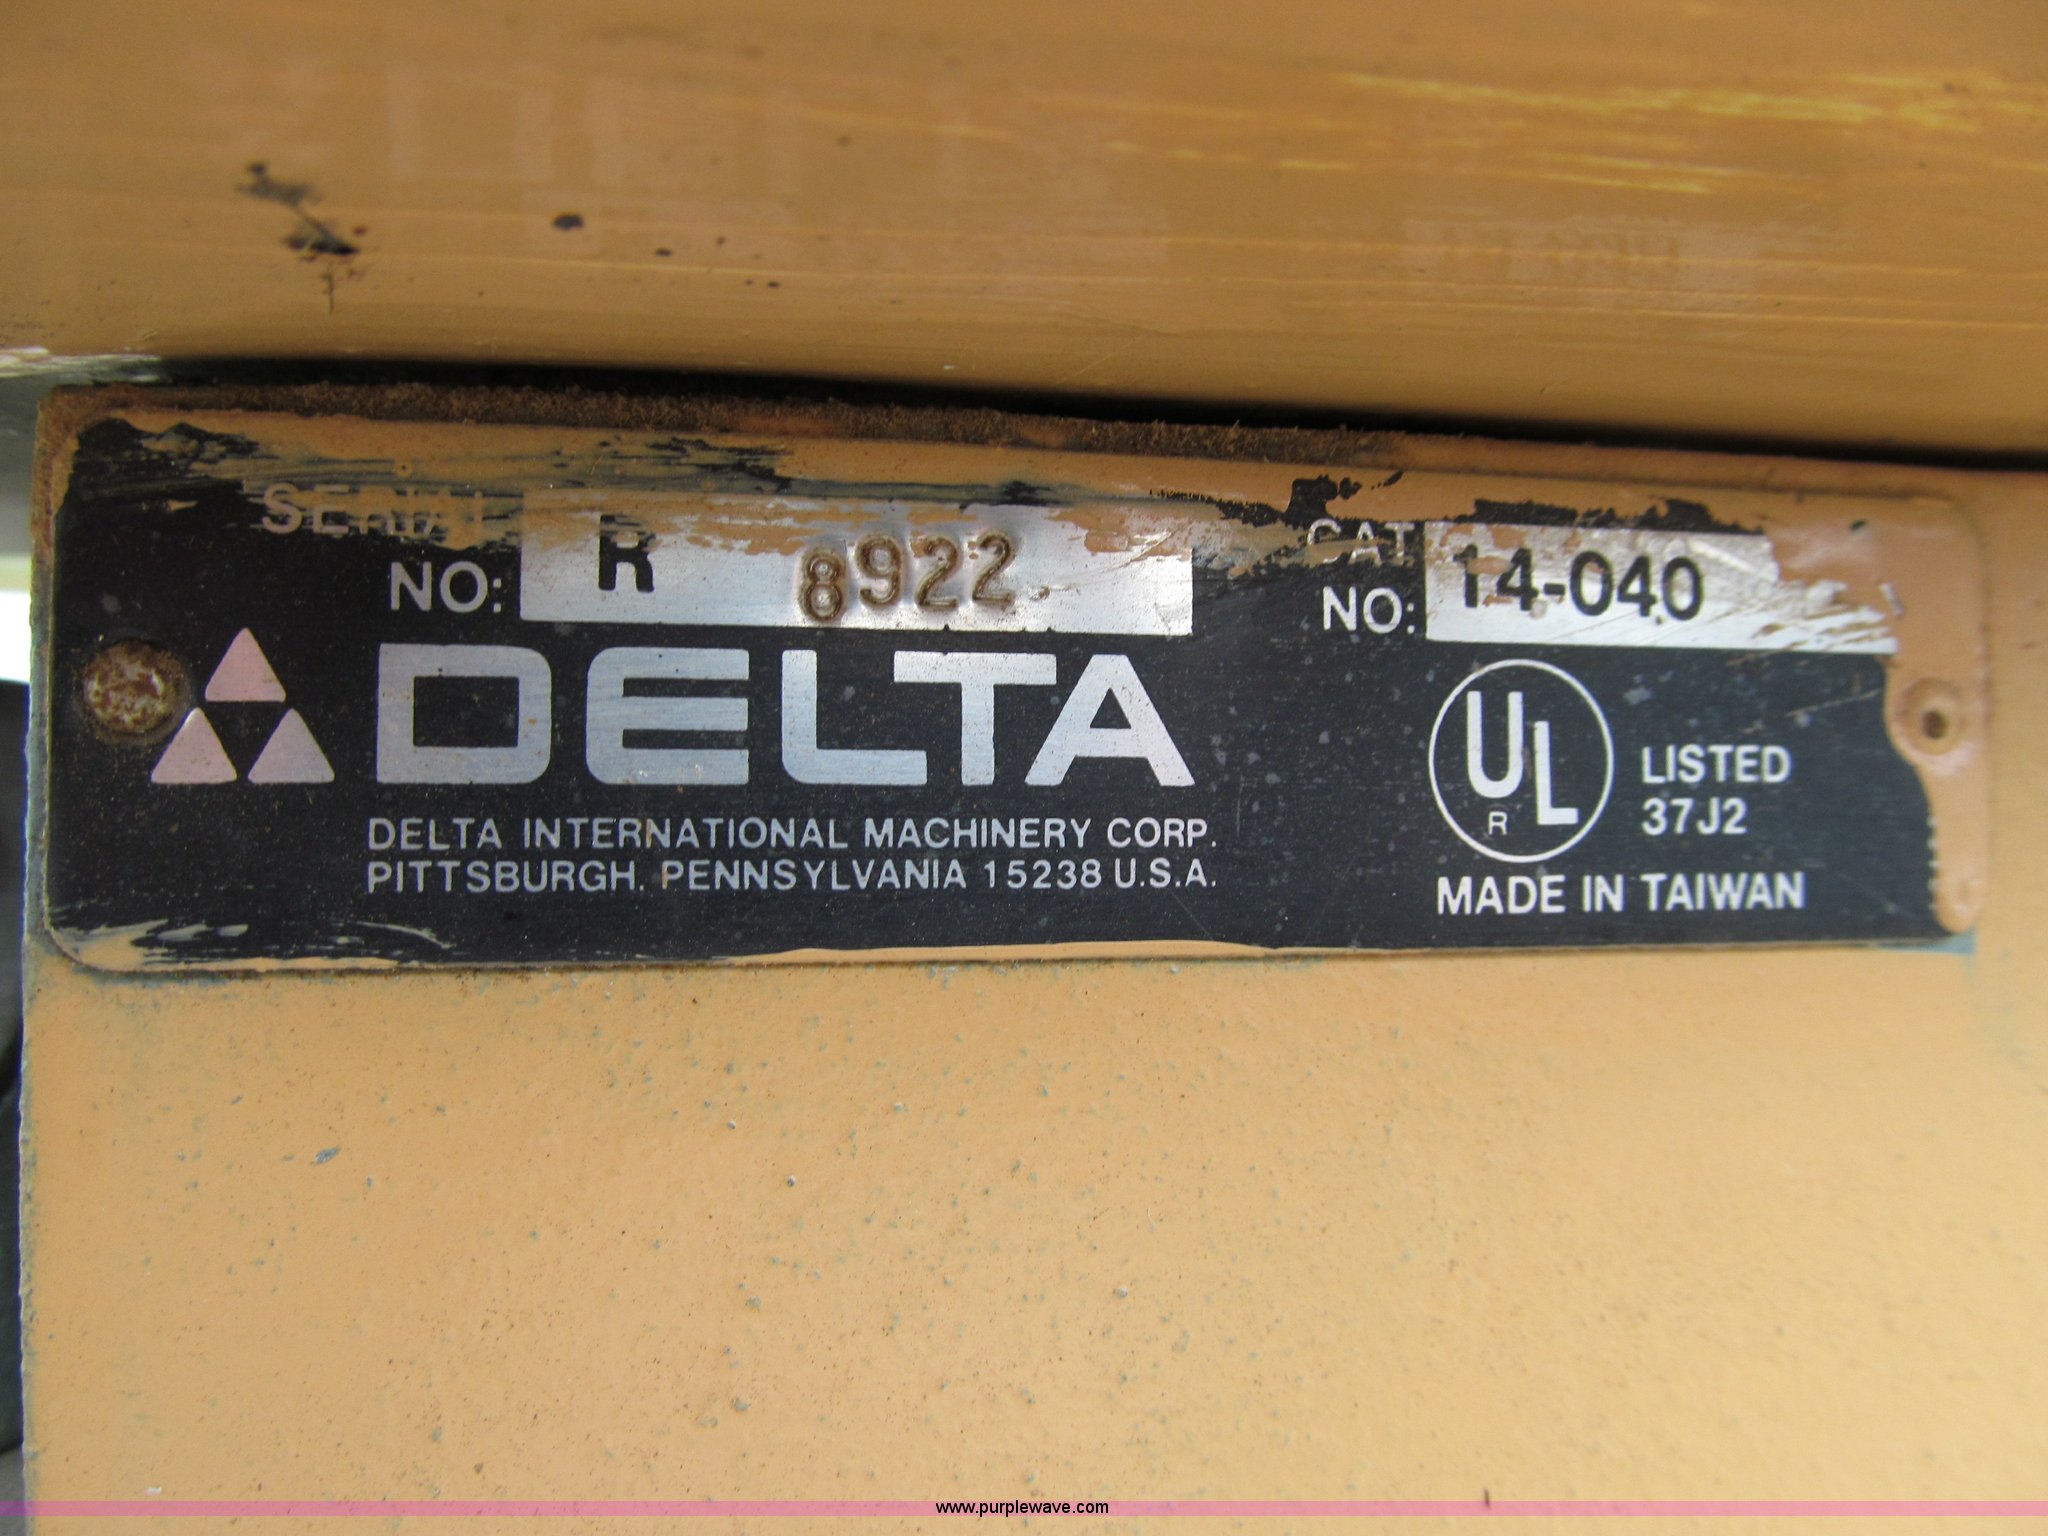 SERIAL
NO: R 8922
CAT
NO: 14-040
DELTA
DELTA INTERNATIONAL MACHINERY CORP.
PITTSBURGH, PENNSYLVANIA 15238 U.S.A.
UL
R
LISTED
37J2
MADE IN TAIWAN
www.purplewave.com